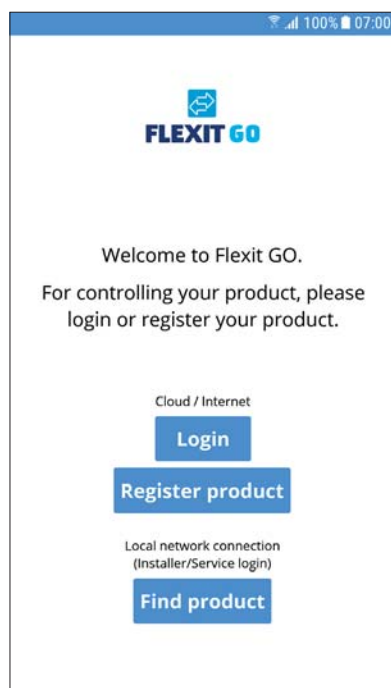 100% 07:00
FLEXIT GO
Welcome to Flexit GO.
For controlling your product, please
login or register your product.
Cloud / Internet
Login
Register product
Local network connection
(Installer/Service login)
Find product